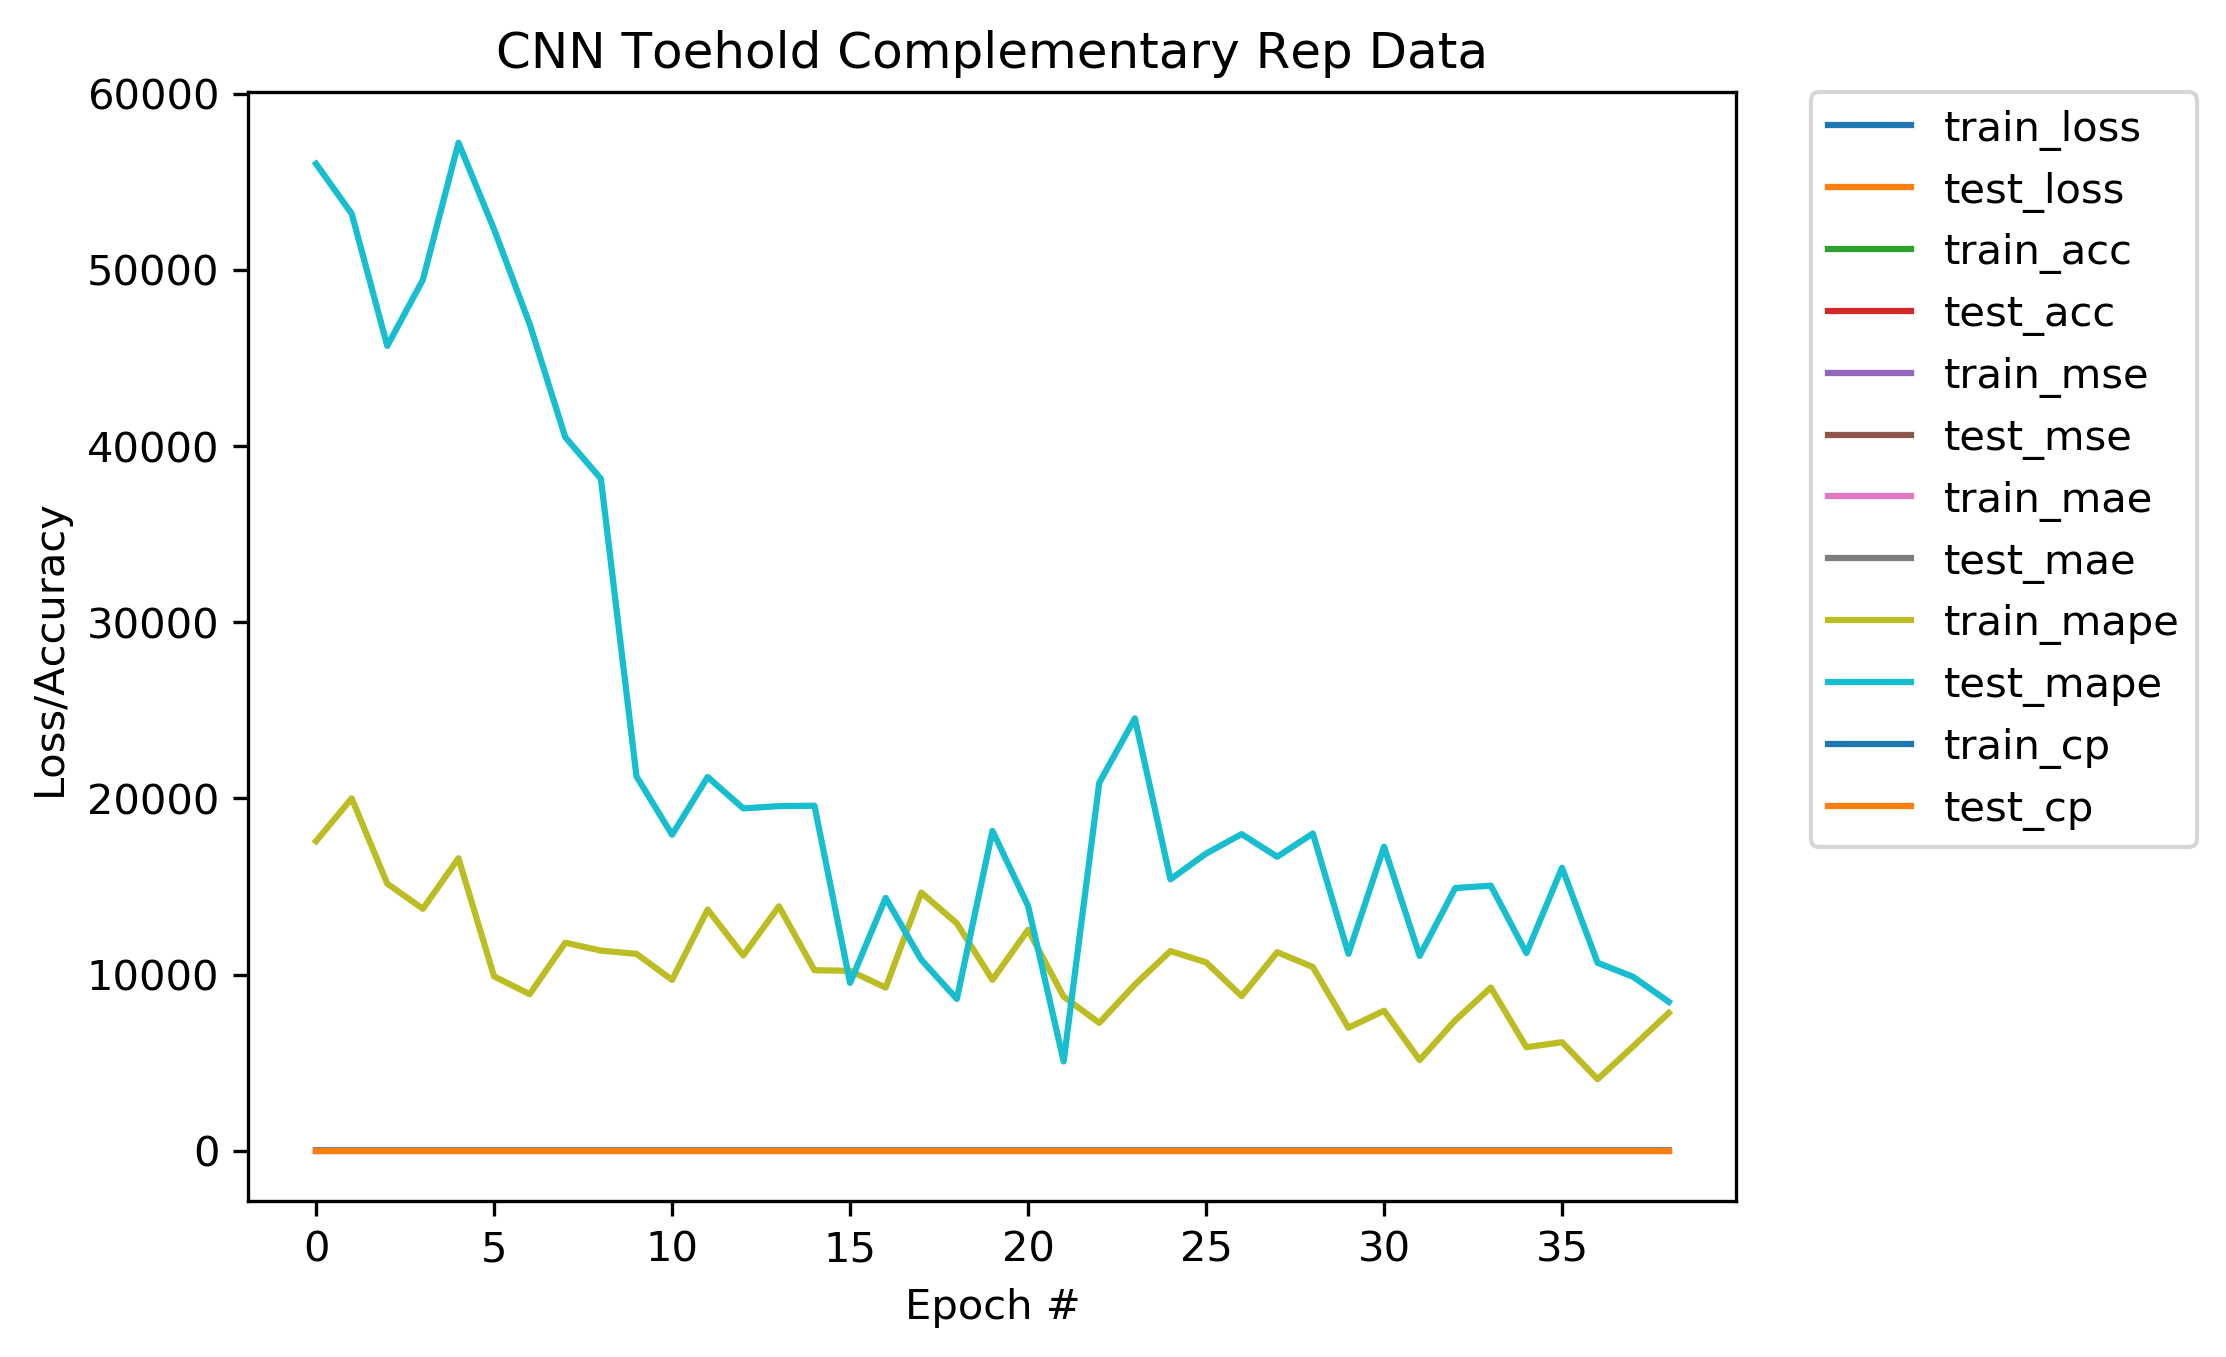 CNN Toehold Complementary Rep Data
60000
50000
40000
30000
20000
10000
0
Loss/Accuracy
0 5 10 15 20 25 30 35
Epoch #
train_loss
test_loss
train_acc
test_acc
train_mse
test_mse
train_mae
test_mae
train_mape
test_mape
train_cp
test_cp